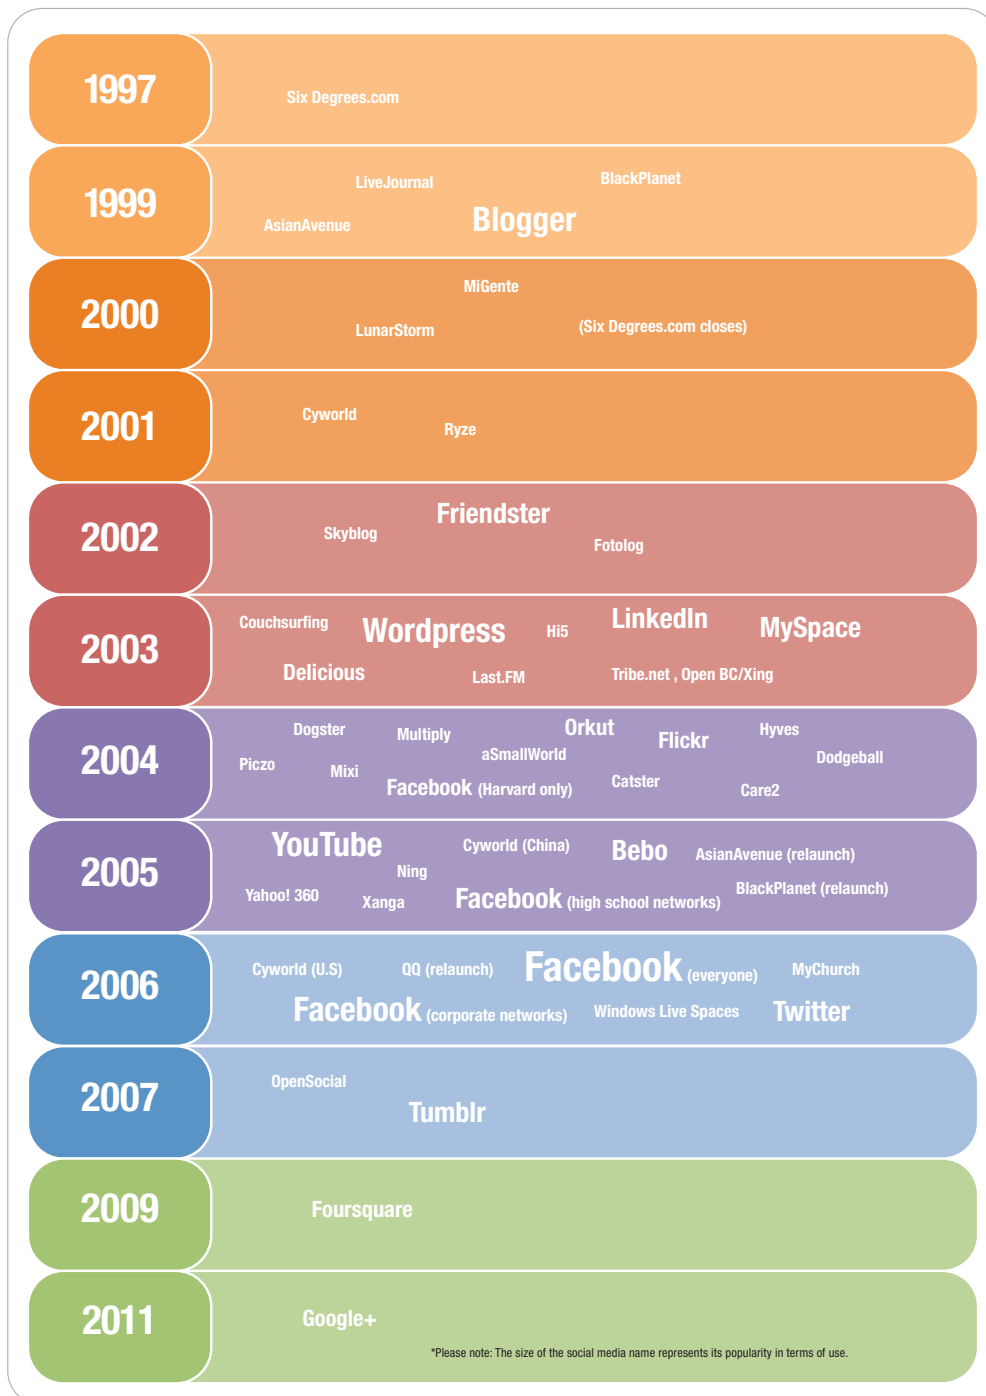 1997
Six Degrees.com
1999
LiveJournal
BlackPlanet
AsianAvenue
Blogger
2000
MiGente
LunarStorm
(Six Degrees.com closes)
2001
Cyworld
Ryze
2002
Friendster
Skyblog
Fotolog
2003
Couchsurfing
Wordpress
Hi5
LinkedIn
MySpace
Delicious
Last.FM
Tribe.net , Open BC/Xing
2004
Dogster
Multiply
Orkut
Flickr
Hyves
aSmallWorld
Dodgeball
Piczo
Mixi
Facebook (Harvard only)
Catster
Care2
2005
YouTube
Cyworld (China)
Bebo
AsianAvenue (relaunch)
Ning
Yahoo! 360
Xanga
Facebook (high school networks)
BlackPlanet (relaunch)
2006
Cyworld (U.S)
QQ (relaunch)
Facebook (everyone)
MyChurch
Facebook (corporate networks)
Windows Live Spaces
Twitter
2007
OpenSocial
Tumblr
2009
Foursquare
2011
Google+
*Please note: The size of the social media name represents its popularity in terms of use.